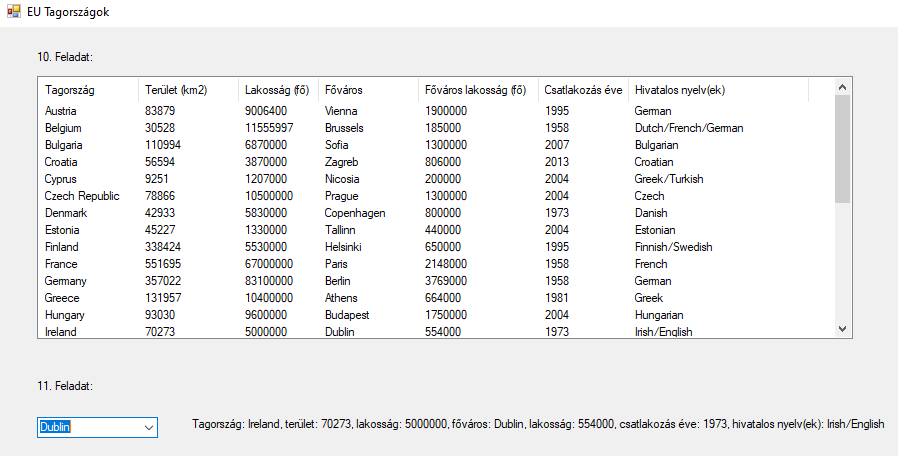 EU Tagországok
10. Feladat:
Tagország Terület (km2) Lakosság (fő) Főváros Főváros lakosság (fő) Csatlakozás éve Hivatalos nyelv(ek)
Austria 83879 9006400 Vienna 1900000 1995 German
Belgium 30528 11555997 Brussels 185000 1958 Dutch/French/German
Bulgaria 110994 6870000 Sofia 1300000 2007 Bulgarian
Croatia 56594 3870000 Zagreb 806000 2013 Croatian
Cyprus 9251 1207000 Nicosia 200000 2004 Greek/Turkish
Czech Republic 78866 10500000 Prague 1300000 2004 Czech
Denmark 42933 5830000 Copenhagen 800000 1973 Danish
Estonia 45227 1330000 Tallinn 440000 2004 Estonian
Finland 338424 5530000 Helsinki 650000 1995 Finnish/Swedish
France 551695 67000000 Paris 2148000 1958 French
Germany 357022 83100000 Berlin 3769000 1958 German
Greece 131957 10400000 Athens 664000 1981 Greek
Hungary 93030 9600000 Budapest 1750000 2004 Hungarian
Ireland 70273 5000000 Dublin 554000 1973 Irish/English
11. Feladat:
Dublin Tagország: Ireland, terület: 70273, lakosság: 5000000, főváros: Dublin, lakosság: 554000, csatlakozás éve: 1973, hivatalos nyelv(ek): Irish/English